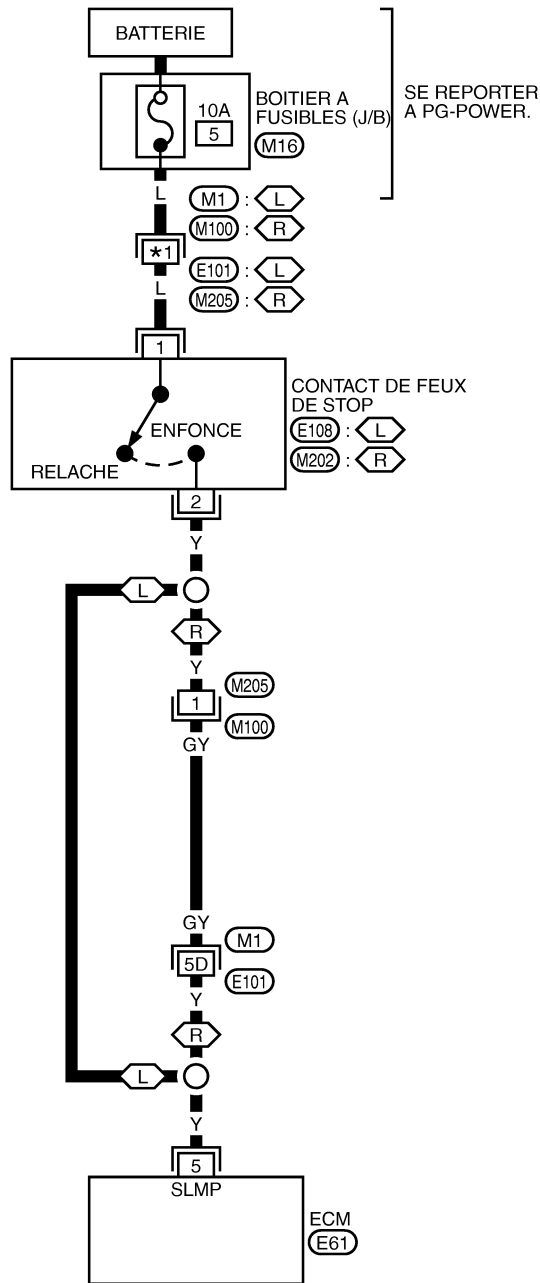 BATTERIE
10A
5
BOITIER A
FUSIBLES (J/B)
M16
SE REPORTER
A PG-POWER.
L
M1 : L
M100 : R
*1
E101 : L
M205 : R
L
1
CONTACT DE FEUX
DE STOP
E108 : L
M202 : R
ENFONCE
RELACHE
2
Y
L
R
Y
M205
1
M100
GY
GY
M1
5D
E101
Y
R
L
Y
5
SLMP
ECM
E61